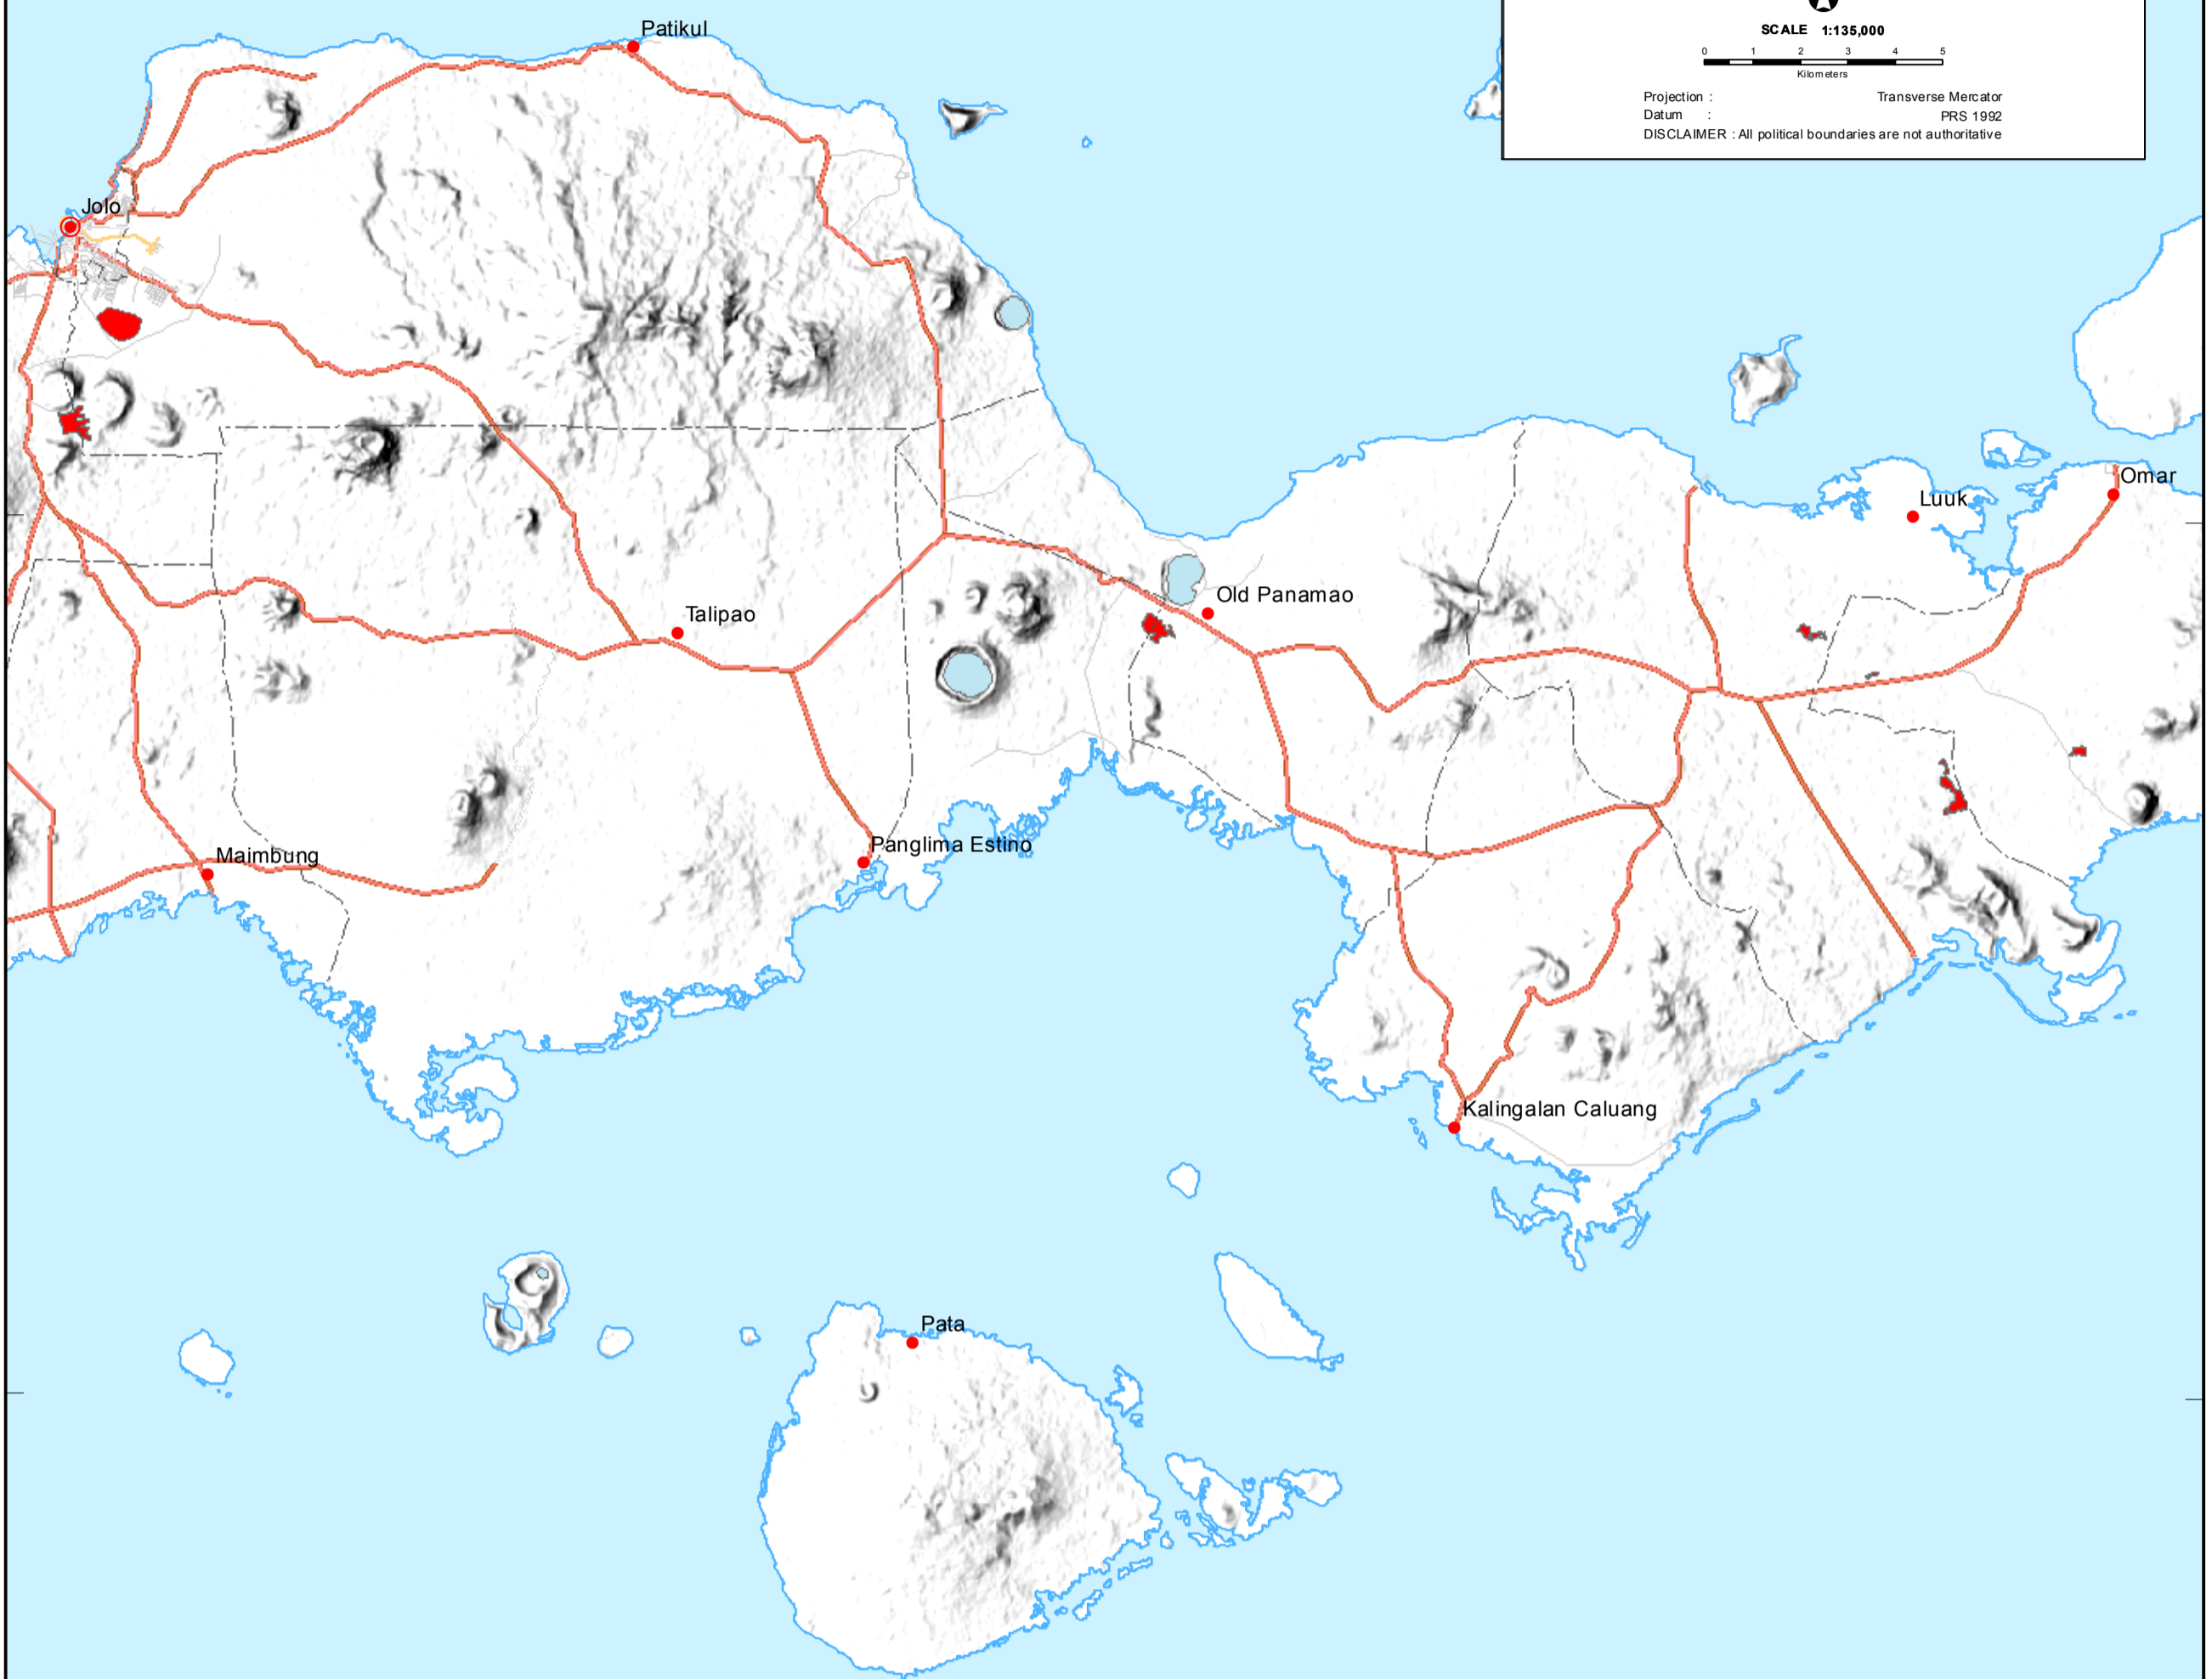 SCALE 1:135,000
0 1 2 3 4 5
Kilometers
Projection : Transverse Mercator
Datum : PRS 1992
DISCLAIMER : All political boundaries are not authoritative
Patikul
Jolo
Omar
Luuk
Old Panamao
Talipao
Panglima Estino
Maimbung
Kalingalan Caluang
Pata